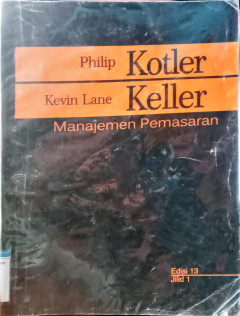 Philip Kotler
Kevin Lane Keller
Manajemen Pemasaran
Edisi 13
Jilid 1